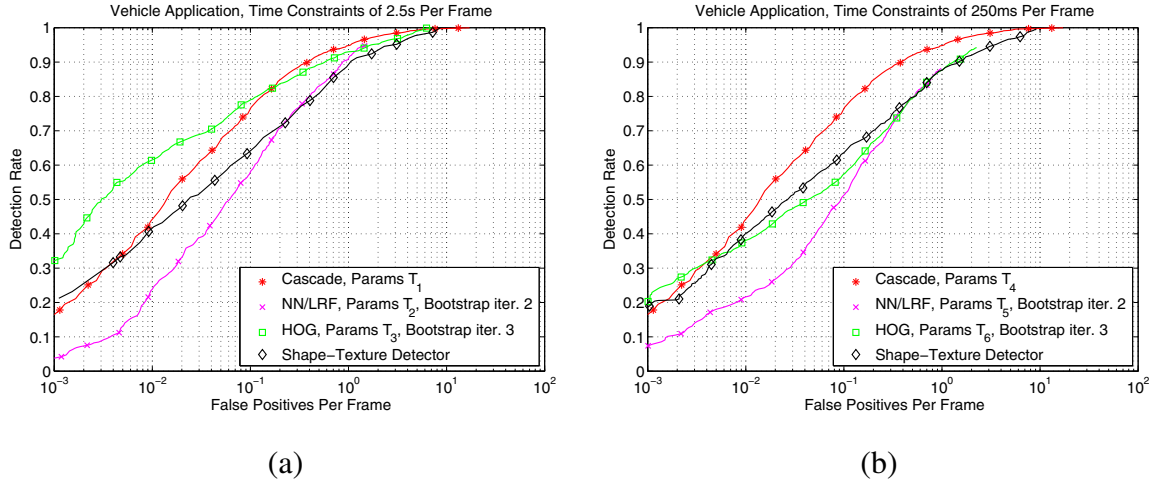 Vehicle Application, Time Constraints of 2.5s Per Frame
1
0.9
0.8
0.7
0.6
0.5
0.4
0.3
0.2
0.1
0
Detection Rate
Cascade, Params T_1
NN/LRF, Params T_2, Bootstrap iter. 2
HOG, Params T_3, Bootstrap iter. 3
Shape−Texture Detector
10^−3 10^−2 10^−1 10^0 10^1 10^2
False Positives Per Frame
(a)
Vehicle Application, Time Constraints of 250ms Per Frame
1
0.9
0.8
0.7
0.6
0.5
0.4
0.3
0.2
0.1
0
Detection Rate
Cascade, Params T_4
NN/LRF, Params T_5, Bootstrap iter. 2
HOG, Params T_6, Bootstrap iter. 3
Shape−Texture Detector
10^−3 10^−2 10^−1 10^0 10^1 10^2
False Positives Per Frame
(b)